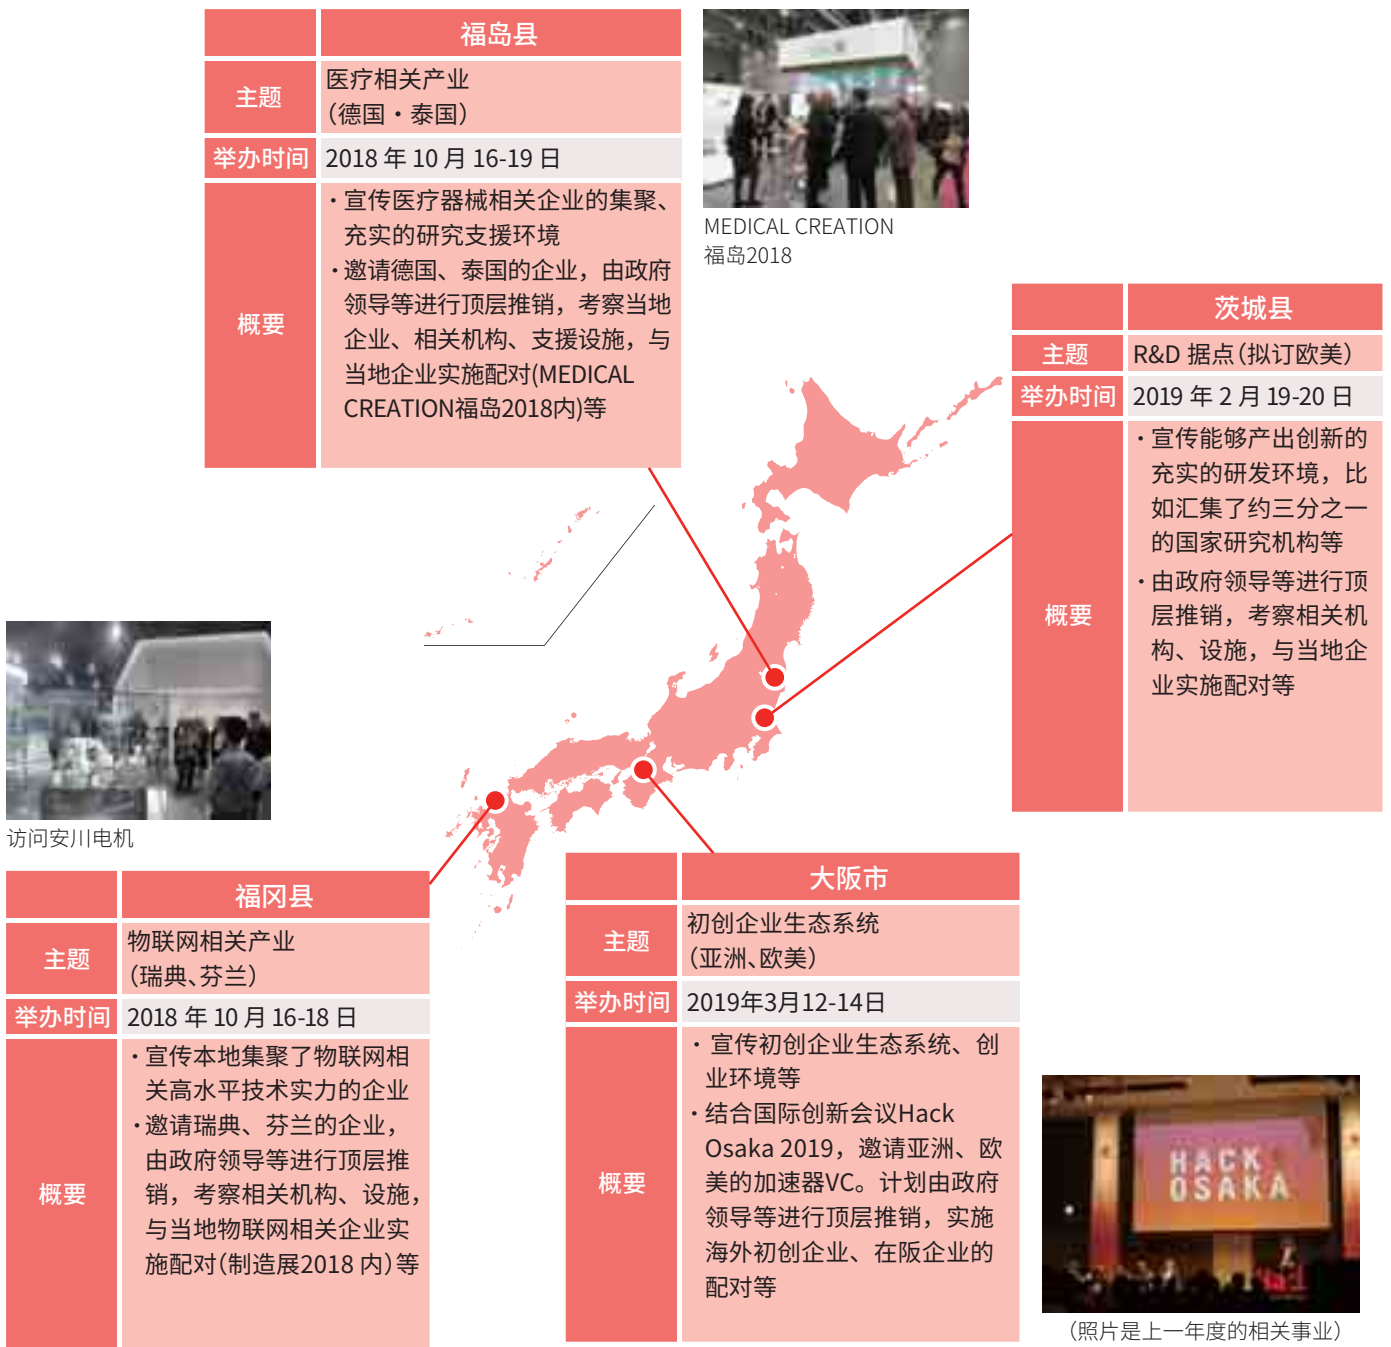 福岛县
主题
医疗相关产业
（德国・泰国）
举办时间
2018 年 10 月 16-19 日
概要
・宣传医疗器械相关企业的集聚、
充实的研究支援环境
・邀请德国、泰国的企业，由政府
领导等进行顶层推销，考察当地
企业、相关机构、支援设施，与
当地企业实施配对(MEDICAL
CREATION福岛2018内)等
MEDICAL CREATION
福岛2018
茨城县
主题
R&D 据点（拟订欧美）
举办时间
2019 年 2 月 19-20 日
概要
・宣传能够产出创新的
充实的研发环境，比
如汇集了约三分之一
的国家研究机构等
・由政府领导等进行顶
层推销，考察相关机
构、设施，与当地企
业实施配对等
访问安川电机
福冈县
主题
物联网相关产业
（瑞典、芬兰）
举办时间
2018 年 10 月 16-18 日
概要
・宣传本地集聚了物联网相
关高水平技术实力的企业
・邀请瑞典、芬兰的企业，
由政府领导等进行顶层推
销，考察相关机构、设施，
与当地物联网相关企业实
施配对（制造展2018 内）等
大阪市
主题
初创企业生态系统
（亚洲、欧美）
举办时间
2019年3月12-14日
概要
・宣传初创企业生态系统、创
业环境等
・结合国际创新会议Hack
Osaka 2019，邀请亚洲、欧
美的加速器VC。计划由政府
领导等进行顶层推销，实施
海外初创企业、在阪企业的
配对等
HACK
OSAKA
（照片是上一年度的相关事业）